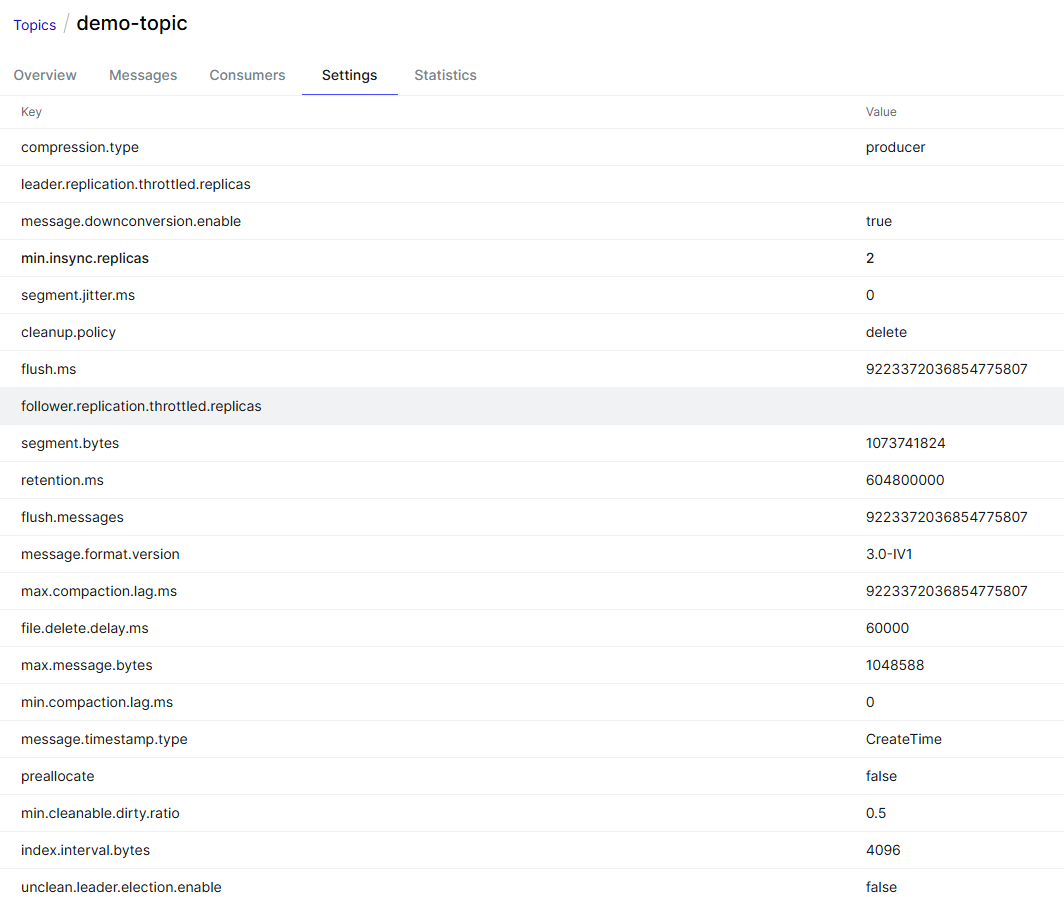 Topics / demo-topic
Overview Messages Consumers Settings Statistics
Key Value
compression.type producer
leader.replication.throttled.replicas
message.downconversion.enable true
min.insync.replicas 2
segment.jitter.ms 0
cleanup.policy delete
flush.ms 9223372036854775807
follower.replication.throttled.replicas
segment.bytes 1073741824
retention.ms 604800000
flush.messages 9223372036854775807
message.format.version 3.0-IV1
max.compaction.lag.ms 9223372036854775807
file.delete.delay.ms 60000
max.message.bytes 1048588
min.compaction.lag.ms 0
message.timestamp.type CreateTime
preallocate false
min.cleanable.dirty.ratio 0.5
index.interval.bytes 4096
unclean.leader.election.enable false